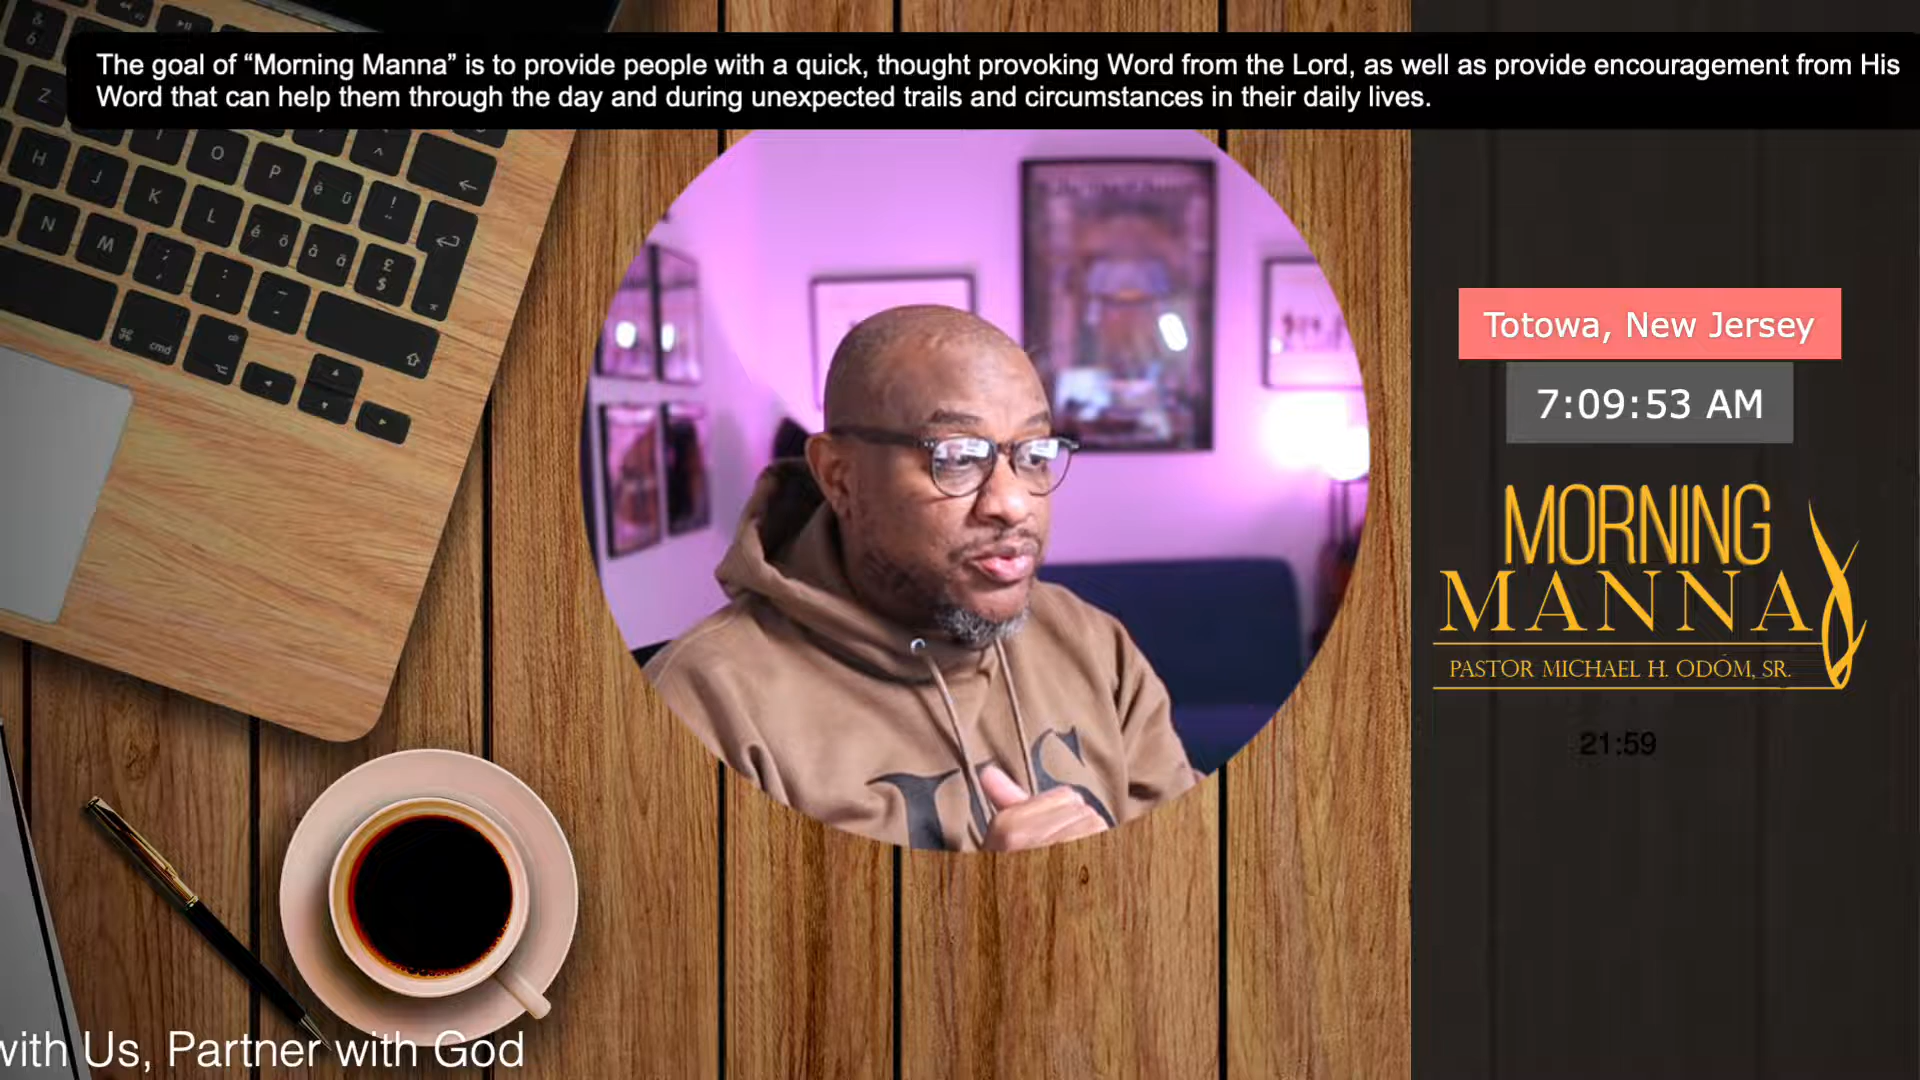 The goal of “Morning Manna” is to provide people with a quick, thought provoking Word from the Lord, as well as provide encouragement from His
Word that can help them through the day and during unexpected trails and circumstances in their daily lives.
Totowa, New Jersey
7:09:53 AM
MORNING
MANNA
PASTOR MICHAEL H. ODOM, SR.
21:59
with Us, Partner with God
&
6
Z
H
J
K
L
O
P
I
N
M
é
ö
à
ä
è
ü
£
$
!
^
;
:
⌘
cmd